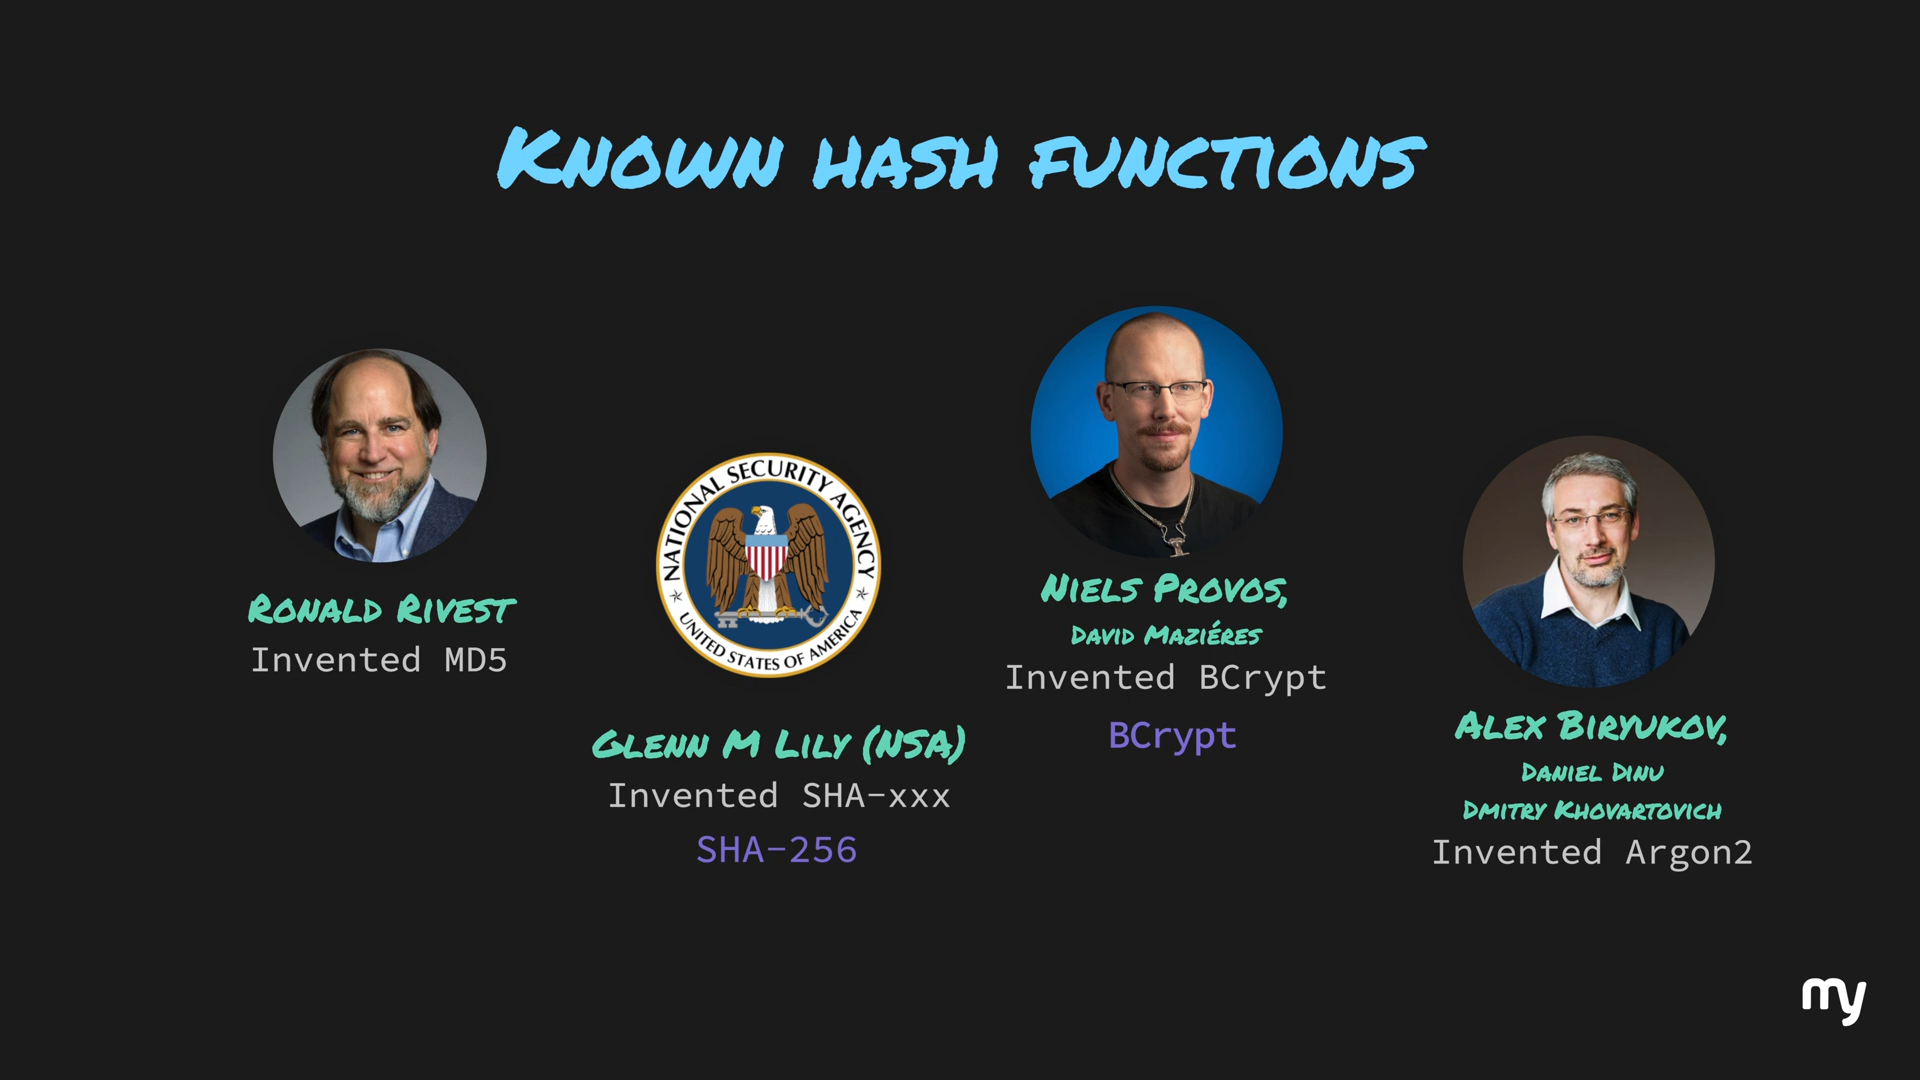 Known hash functions
Ronald Rivest
Invented MD5
NATIONAL SECURITY AGENCY
UNITED STATES OF AMERICA
Glenn M Lily (NSA)
Invented SHA-xxx
SHA-256
Niels Provos,
David Maziéres
Invented BCrypt
BCrypt
Alex Biryukov,
Daniel Dinu
Dmitry Khovartovich
Invented Argon2
my